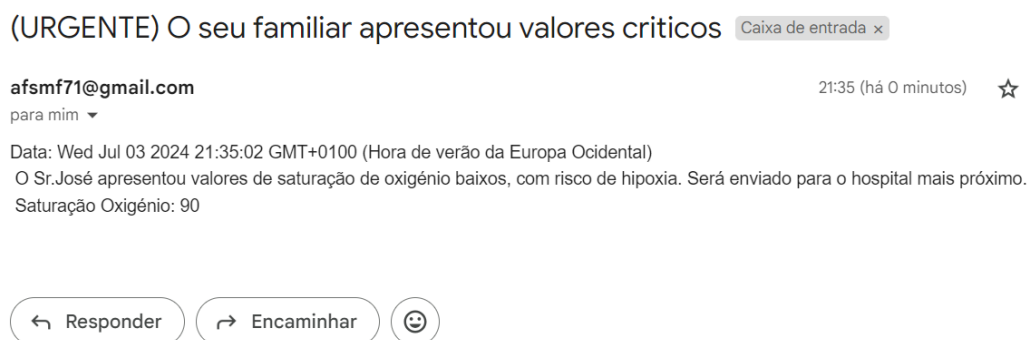 (URGENTE) O seu familiar apresentou valores criticos Caixa de entrada ×
afsmf71@gmail.com 21:35 (há 0 minutos)
para mim
Data: Wed Jul 03 2024 21:35:02 GMT+0100 (Hora de verão da Europa Ocidental)
O Sr.José apresentou valores de saturação de oxigénio baixos, com risco de hipoxia. Será enviado para o hospital mais próximo.
Saturação Oxigénio: 90
Responder Encaminhar